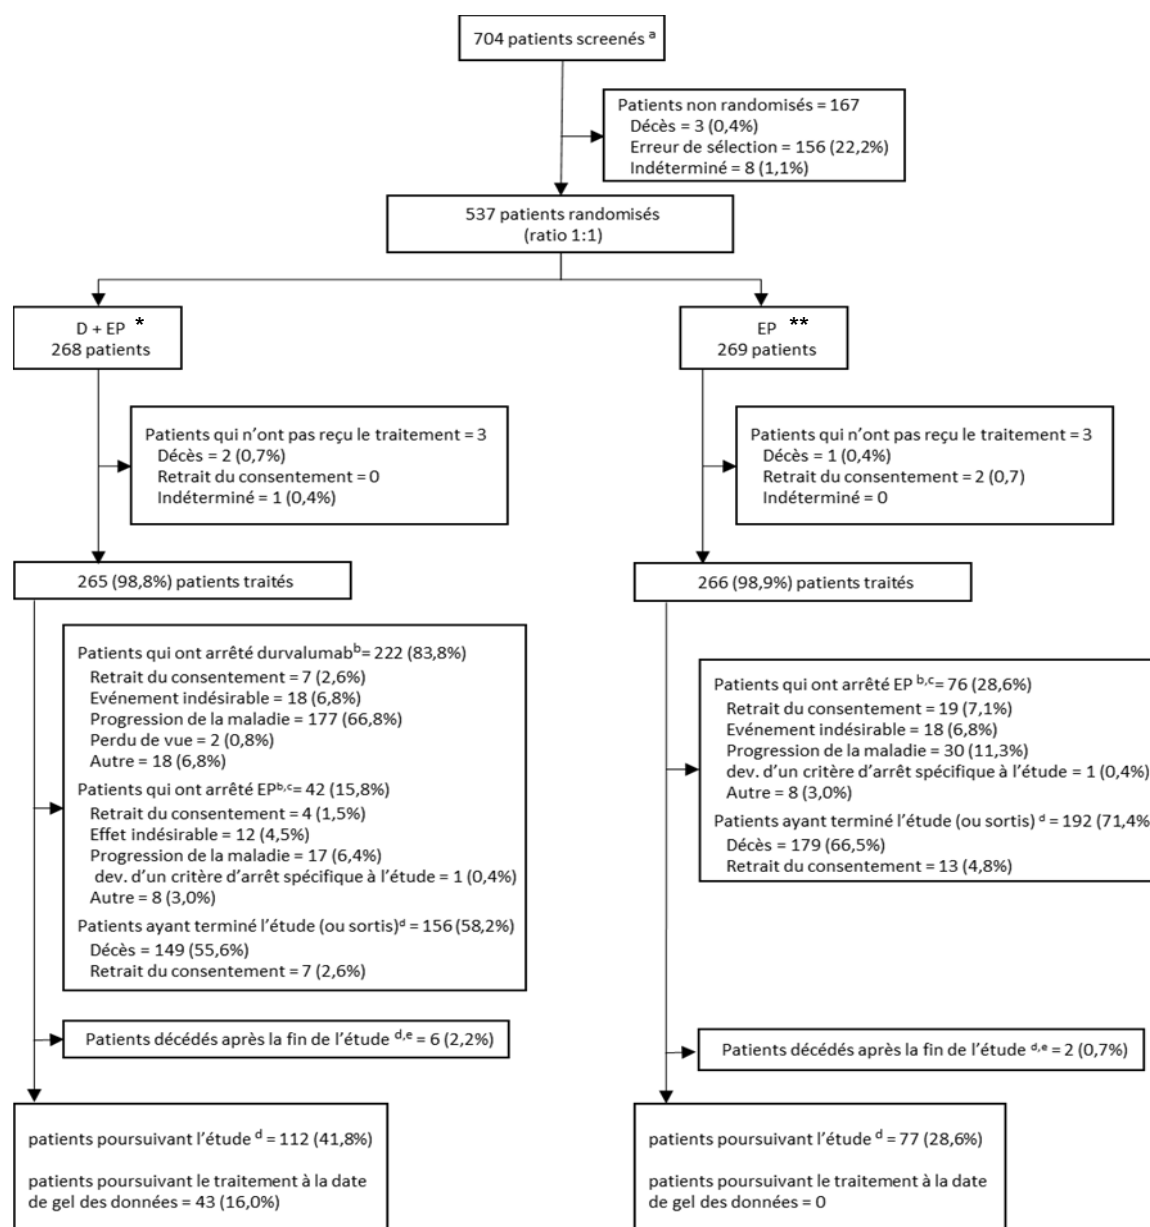 704 patients screenés a
Patients non randomisés = 167
Décès = 3 (0,4%)
Erreur de sélection = 156 (22,2%)
Indéterminé = 8 (1,1%)
537 patients randomisés
(ratio 1:1)
D + EP *
268 patients
EP **
269 patients
Patients qui n'ont pas reçu le traitement = 3
Décès = 2 (0,7%)
Retrait du consentement = 0
Indéterminé = 1 (0,4%)
Patients qui n'ont pas reçu le traitement = 3
Décès = 1 (0,4%)
Retrait du consentement = 2 (0,7)
Indéterminé = 0
265 (98,8%) patients traités
266 (98,9%) patients traités
Patients qui ont arrêté durvalumab b = 222 (83,8%)
Retrait du consentement = 7 (2,6%)
Evénement indésirable = 18 (6,8%)
Progression de la maladie = 177 (66,8%)
Perdu de vue = 2 (0,8%)
Autre = 18 (6,8%)
Patients qui ont arrêté EP b,c = 42 (15,8%)
Retrait du consentement = 4 (1,5%)
Effet indésirable = 12 (4,5%)
Progression de la maladie = 17 (6,4%)
dev. d'un critère d'arrêt spécifique à l'étude = 1 (0,4%)
Autre = 8 (3,0%)
Patients ayant terminé l'étude (ou sortis) d = 156 (58,2%)
Décès = 149 (55,6%)
Retrait du consentement = 7 (2,6%)
Patients qui ont arrêté EP b,c = 76 (28,6%)
Retrait du consentement = 19 (7,1%)
Evénement indésirable = 18 (6,8%)
Progression de la maladie = 30 (11,3%)
dev. d'un critère d'arrêt spécifique à l'étude = 1 (0,4%)
Autre = 8 (3,0%)
Patients ayant terminé l'étude (ou sortis) d = 192 (71,4%
Décès = 179 (66,5%)
Retrait du consentement = 13 (4,8%)
Patients décédés après la fin de l'étude d,e = 6 (2,2%)
Patients décédés après la fin de l'étude d,e = 2 (0,7%)
patients poursuivant l'étude d = 112 (41,8%)
patients poursuivant le traitement à la date
de gel des données = 43 (16,0%)
patients poursuivant l'étude d = 77 (28,6%)
patients poursuivant le traitement à la date
de gel des données = 0